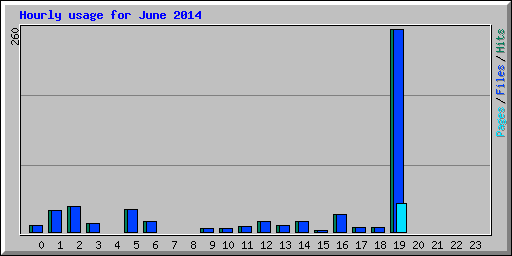 Hourly usage for June 2014
260
Pages/Files/Hits
0 1 2 3 4 5 6 7 8 9 10 11 12 13 14 15 16 17 18 19 20 21 22 23